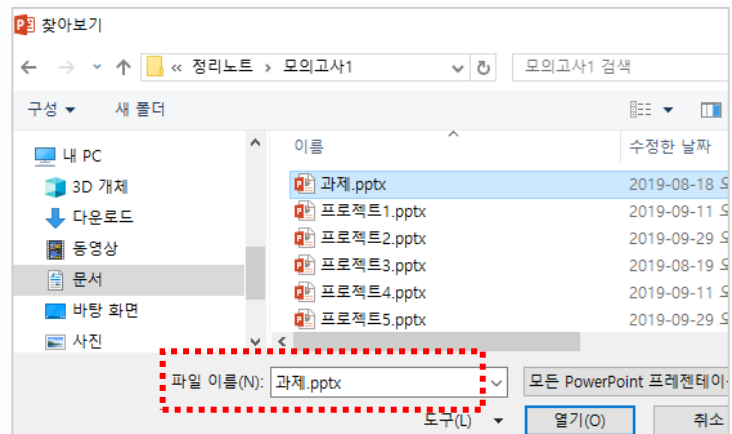 찾아보기
« 정리노트 › 모의고사1
모의고사1 검색
구성 새 폴더
이름 수정한 날짜
내 PC
3D 개체
다운로드
동영상
문서
바탕 화면
사진
과제.pptx 2019-08-18
프로젝트1.pptx 2019-09-11
프로젝트2.pptx 2019-09-29
프로젝트3.pptx 2019-08-19
프로젝트4.pptx 2019-09-11
프로젝트5.pptx 2019-09-29
파일 이름(N): 과제.pptx 모든 PowerPoint 프레젠테이
도구(L) 열기(O) 취소